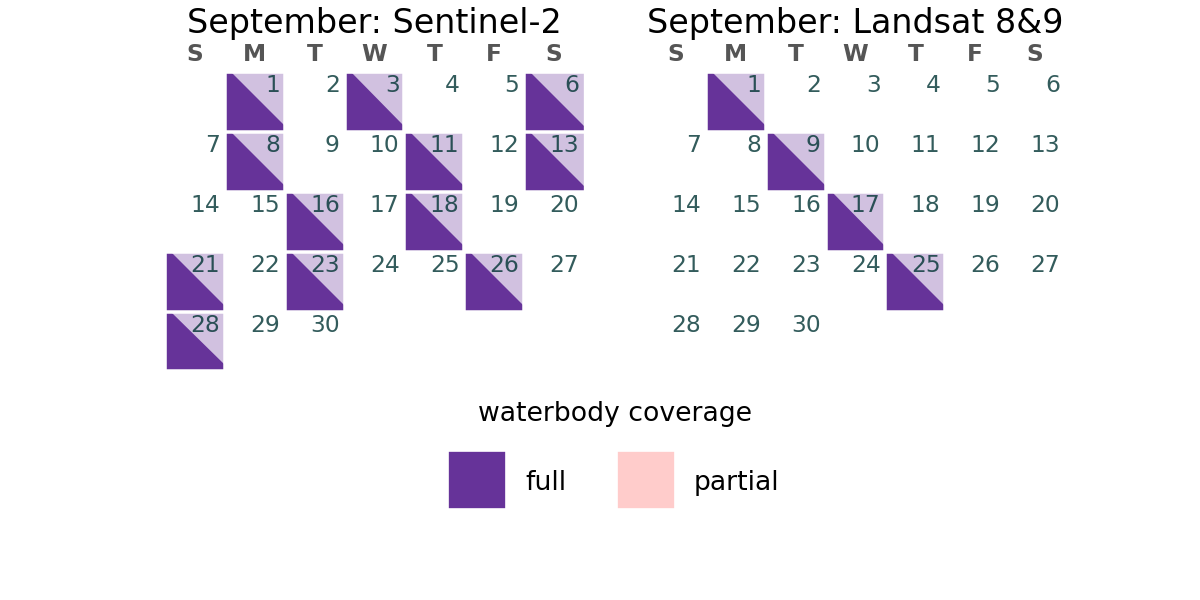 September: Sentinel-2
S M T W T F S
1 2 3 4 5 6
7 8 9 10 11 12 13
14 15 16 17 18 19 20
21 22 23 24 25 26 27
28 29 30
September: Landsat 8&9
S M T W T F S
1 2 3 4 5 6
7 8 9 10 11 12 13
14 15 16 17 18 19 20
21 22 23 24 25 26 27
28 29 30
waterbody coverage
full partial